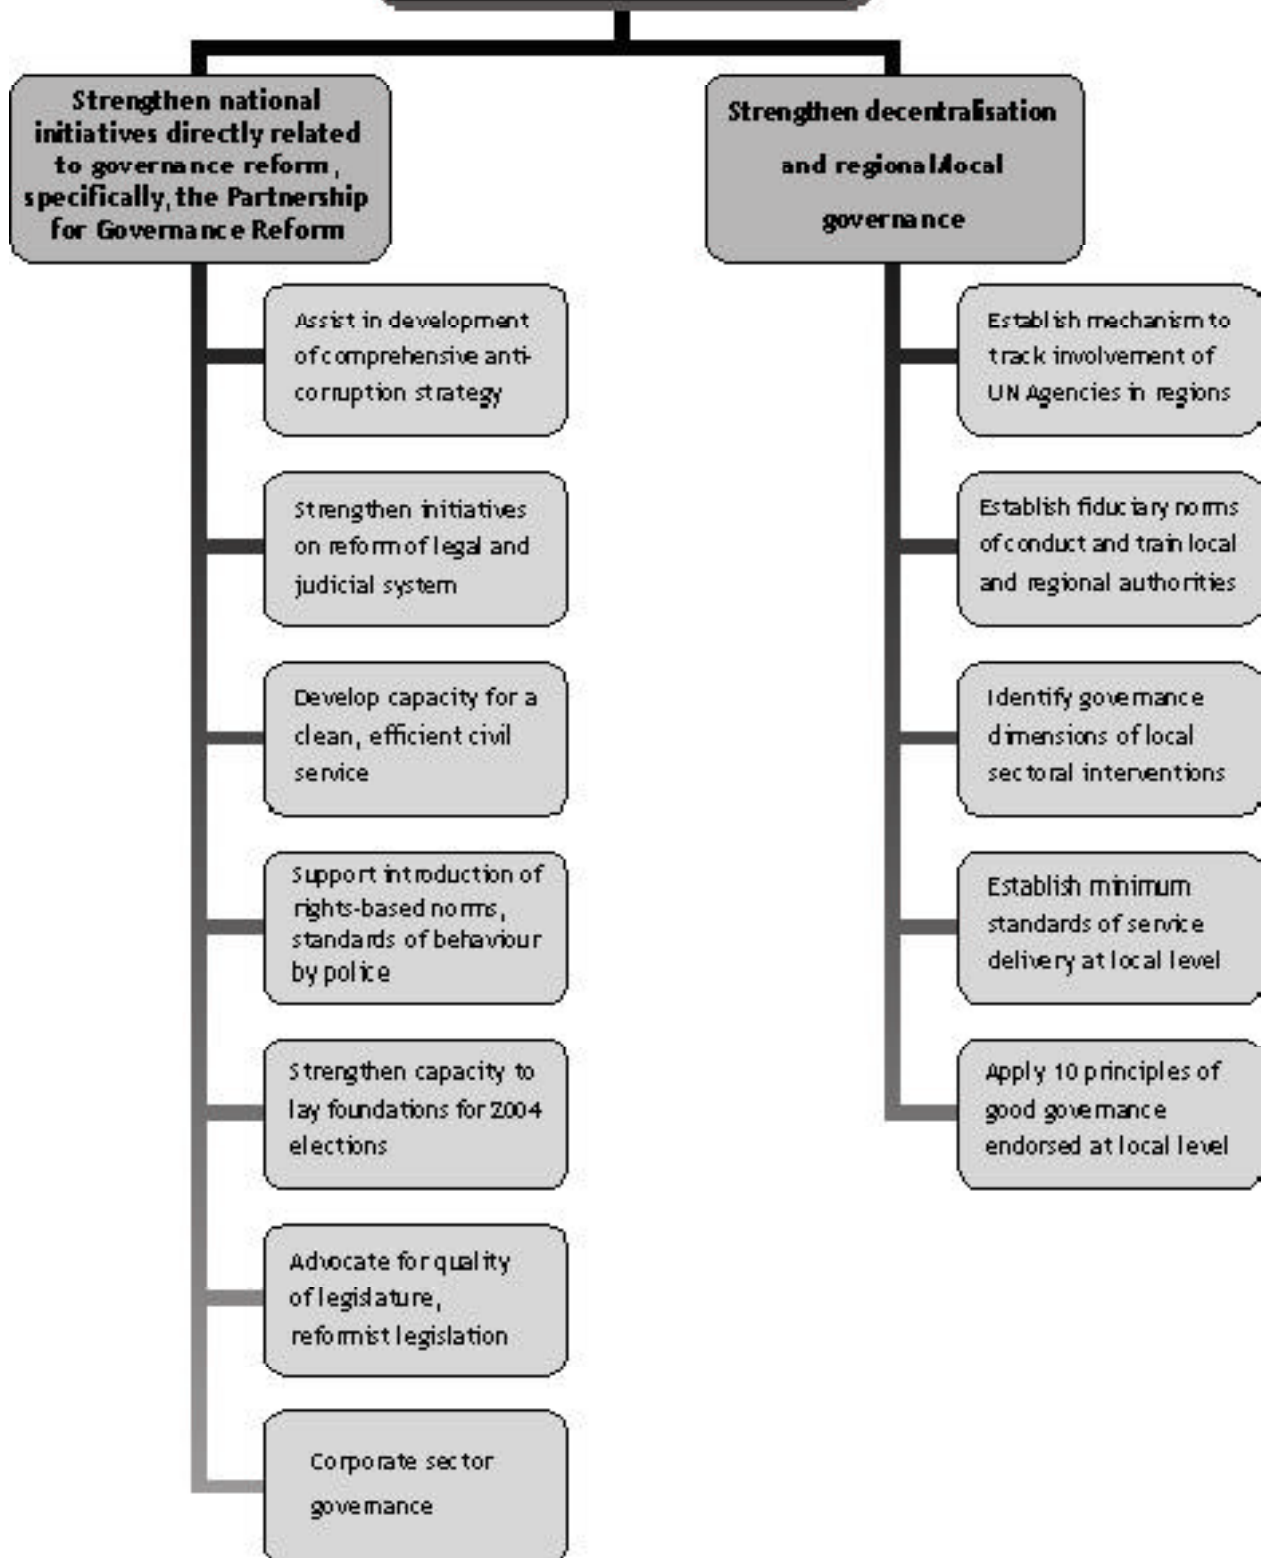 Strengthen national
initiatives directly related
to governance reform,
specifically, the Partnership
for Governance Reform
Assist in development
of comprehensive anti-
corruption strategy
Strengthen initiatives
on reform of legal and
judicial system
Develop capacity for a
clean, efficient civil
service
Support introduction of
rights-based norms,
standards of behaviour
by police
Strengthen capacity to
lay foundations for 2004
elections
Advocate for quality
of legislature,
reformist legislation
Corporate sector
governance
Strengthen decentralisation
and regional/local
governance
Establish mechanism to
track involvement of
UN Agencies in regions
Establish fiduciary norms
of conduct and train local
and regional authorities
Identify governance
dimensions of local
sectoral interventions
Establish minimum
standards of service
delivery at local level
Apply 10 principles of
good governance
endorsed at local level